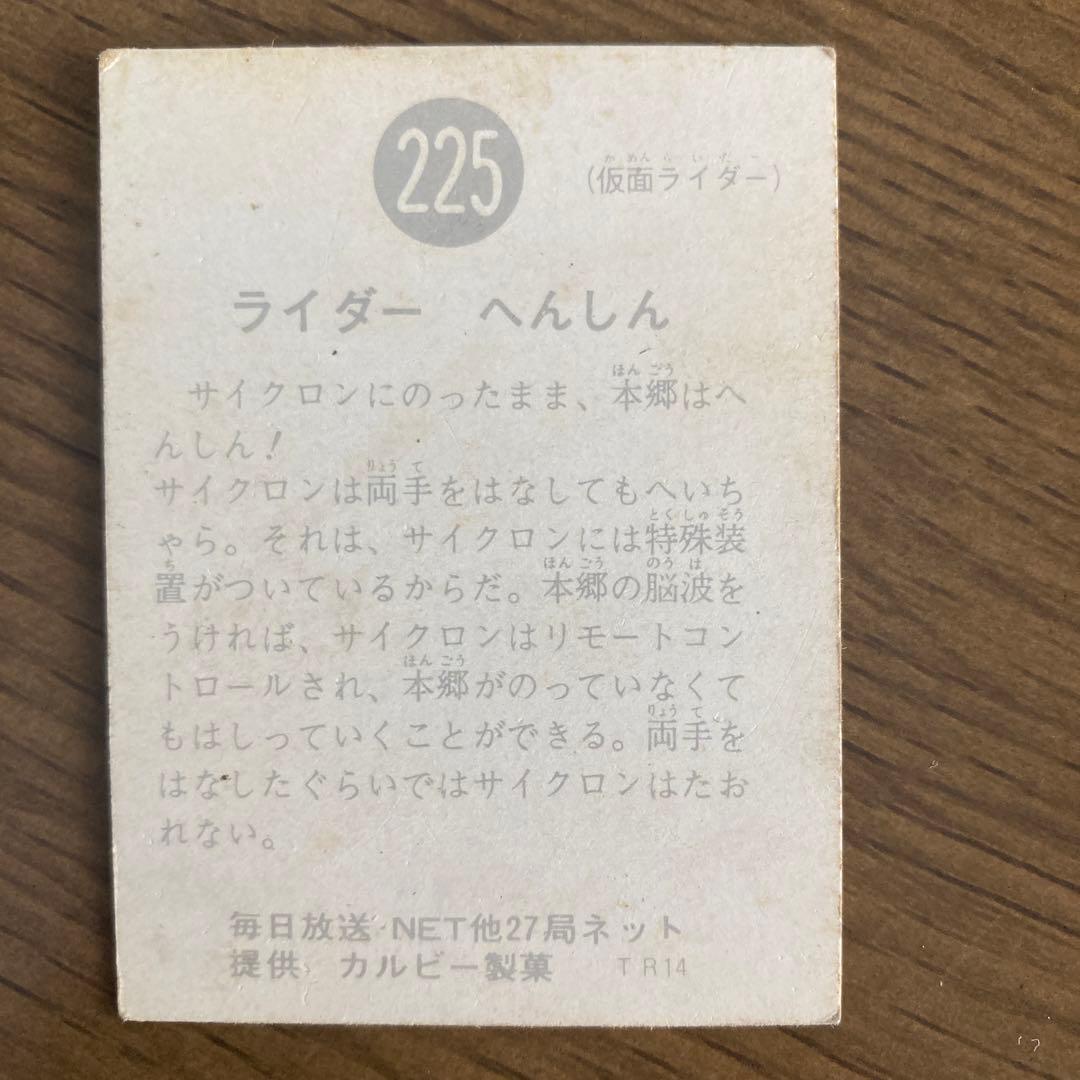 225
(仮面ライダー)
ライダー　へんしん
サイクロンにのったまま、本郷はへ
んしん！
サイクロンは両手をはなしてもへいち
ゃら。それは、サイクロンには特殊装
置がついているからだ。本郷の脳波を
うければ、サイクロンはリモートコン
トロールされ、本郷がのっていなくて
もはしっていくことができる。両手を
はなしたぐらいではサイクロンはたお
れない。
毎日放送・NET他27局ネット
提供　カルビー製菓　TR14